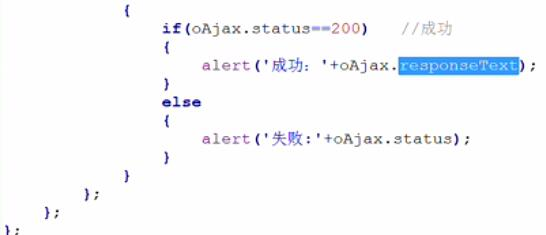 {
if(oAjax.status==200) //成功
{
alert('成功：'+oAjax.responseText);
}
else
{
alert('失败:'+oAjax.status);
}
}
};
};
};